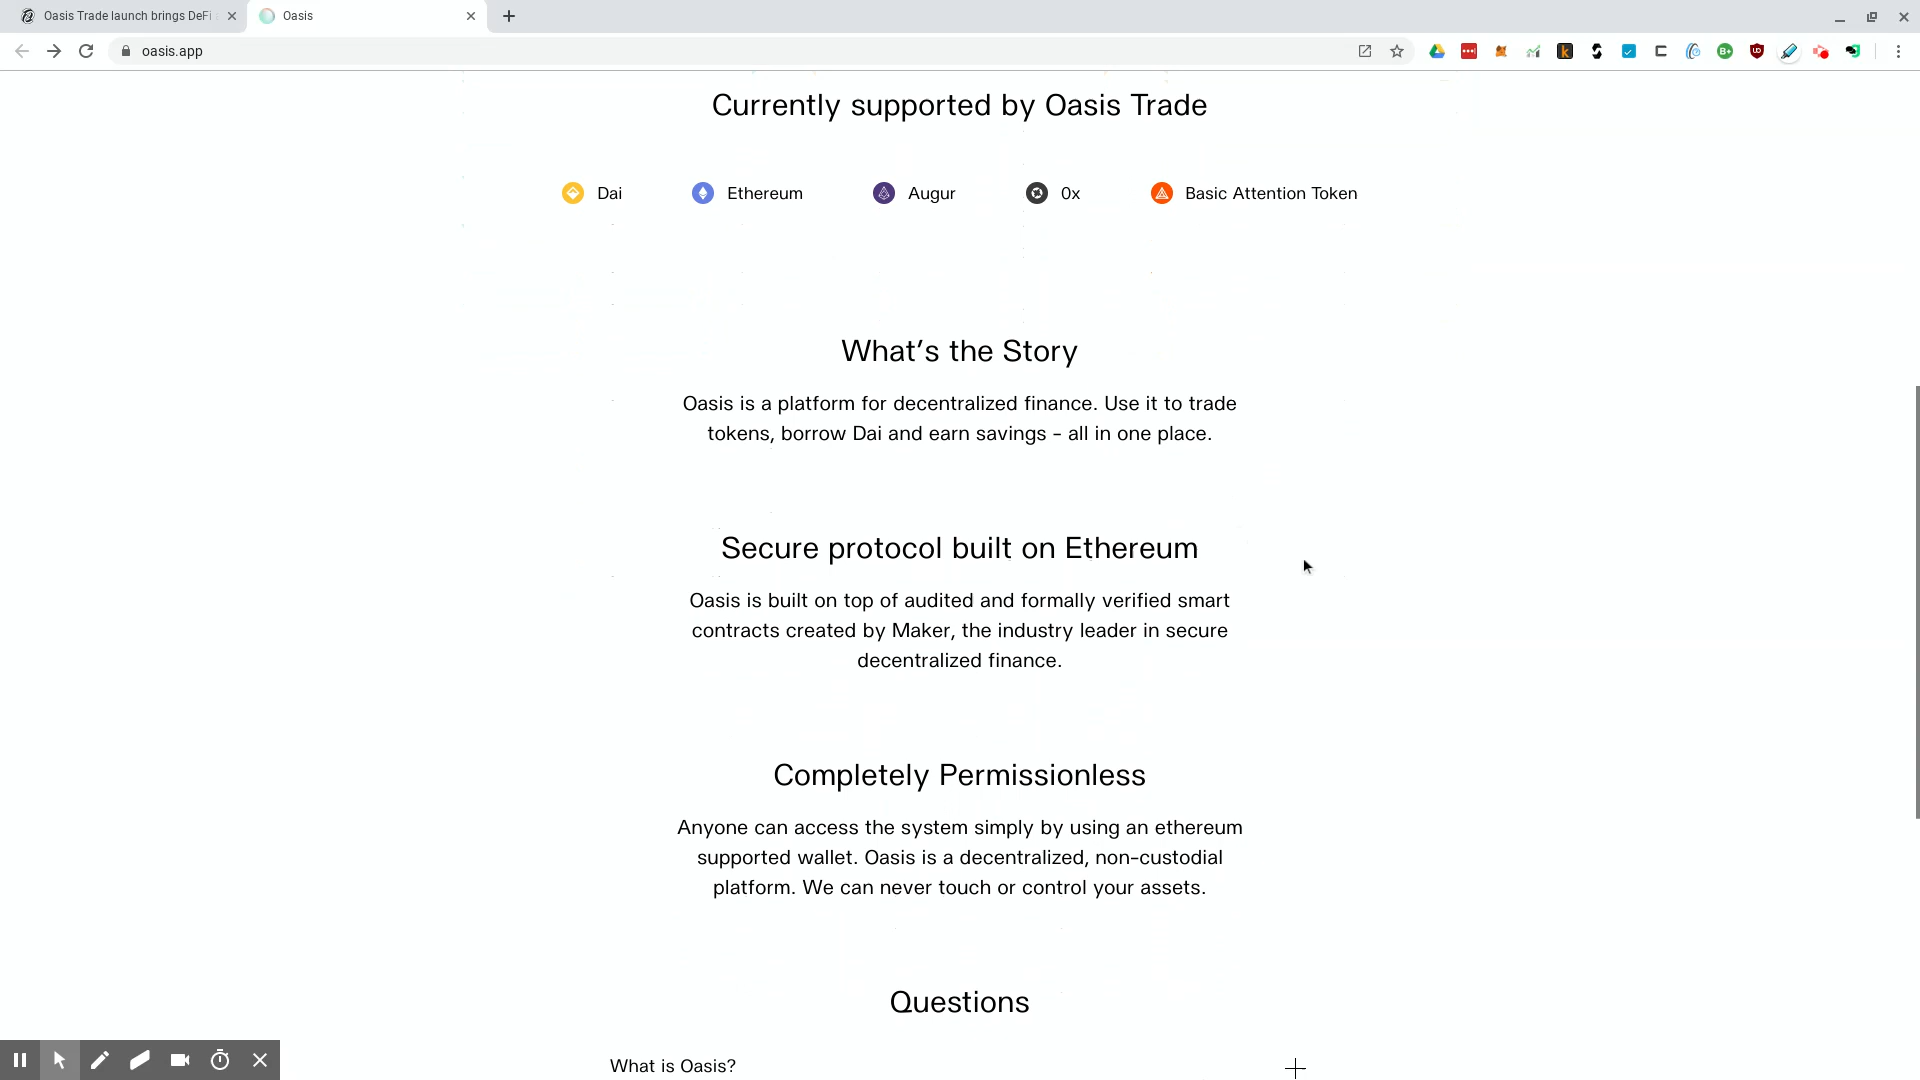 Oasis Trade launch brings DeFi
Oasis
oasis.app
Currently supported by Oasis Trade
Dai
Ethereum
Augur
0x
Basic Attention Token
What's the Story
Oasis is a platform for decentralized finance. Use it to trade
tokens, borrow Dai and earn savings - all in one place.
Secure protocol built on Ethereum
Oasis is built on top of audited and formally verified smart
contracts created by Maker, the industry leader in secure
decentralized finance.
Completely Permissionless
Anyone can access the system simply by using an ethereum
supported wallet. Oasis is a decentralized, non-custodial
platform. We can never touch or control your assets.
Questions
What is Oasis?